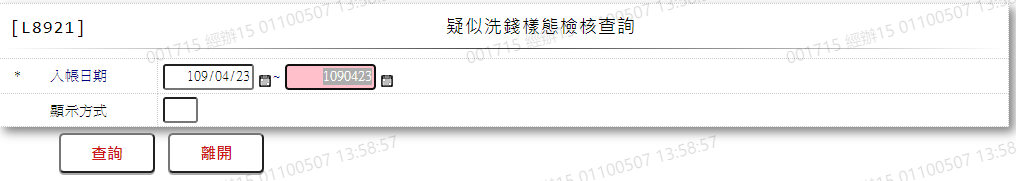 [L8921] 疑似洗錢樣態檢核查詢
* 入帳日期 109/04/23 ~ 1090423
顯示方式
查詢 離開
001715 經辦15 01100507 13:58:57